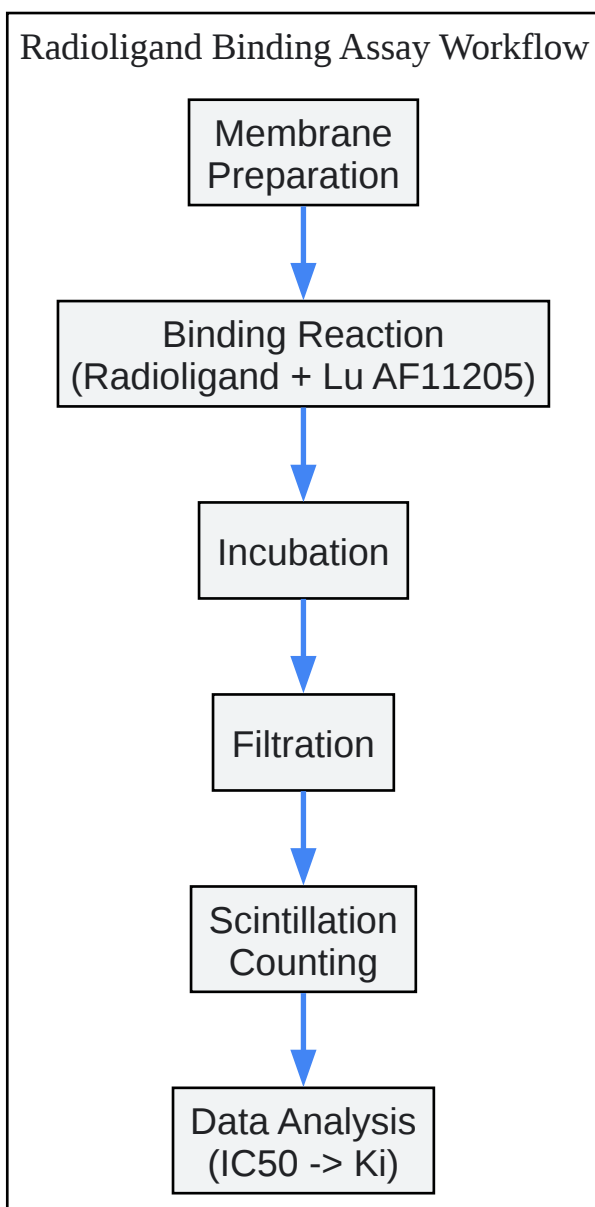 Radioligand Binding Assay Workflow
Membrane
Preparation
Binding Reaction
(Radioligand + Lu AF11205)
Incubation
Filtration
Scintillation
Counting
Data Analysis
(IC50 -> Ki)